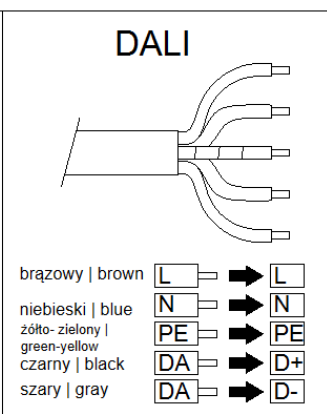 DALI
brązowy | brown L L
niebieski | blue N N
żółto- zielony |
green-yellow PE PE
czarny | black DA D+
szary | gray DA D-